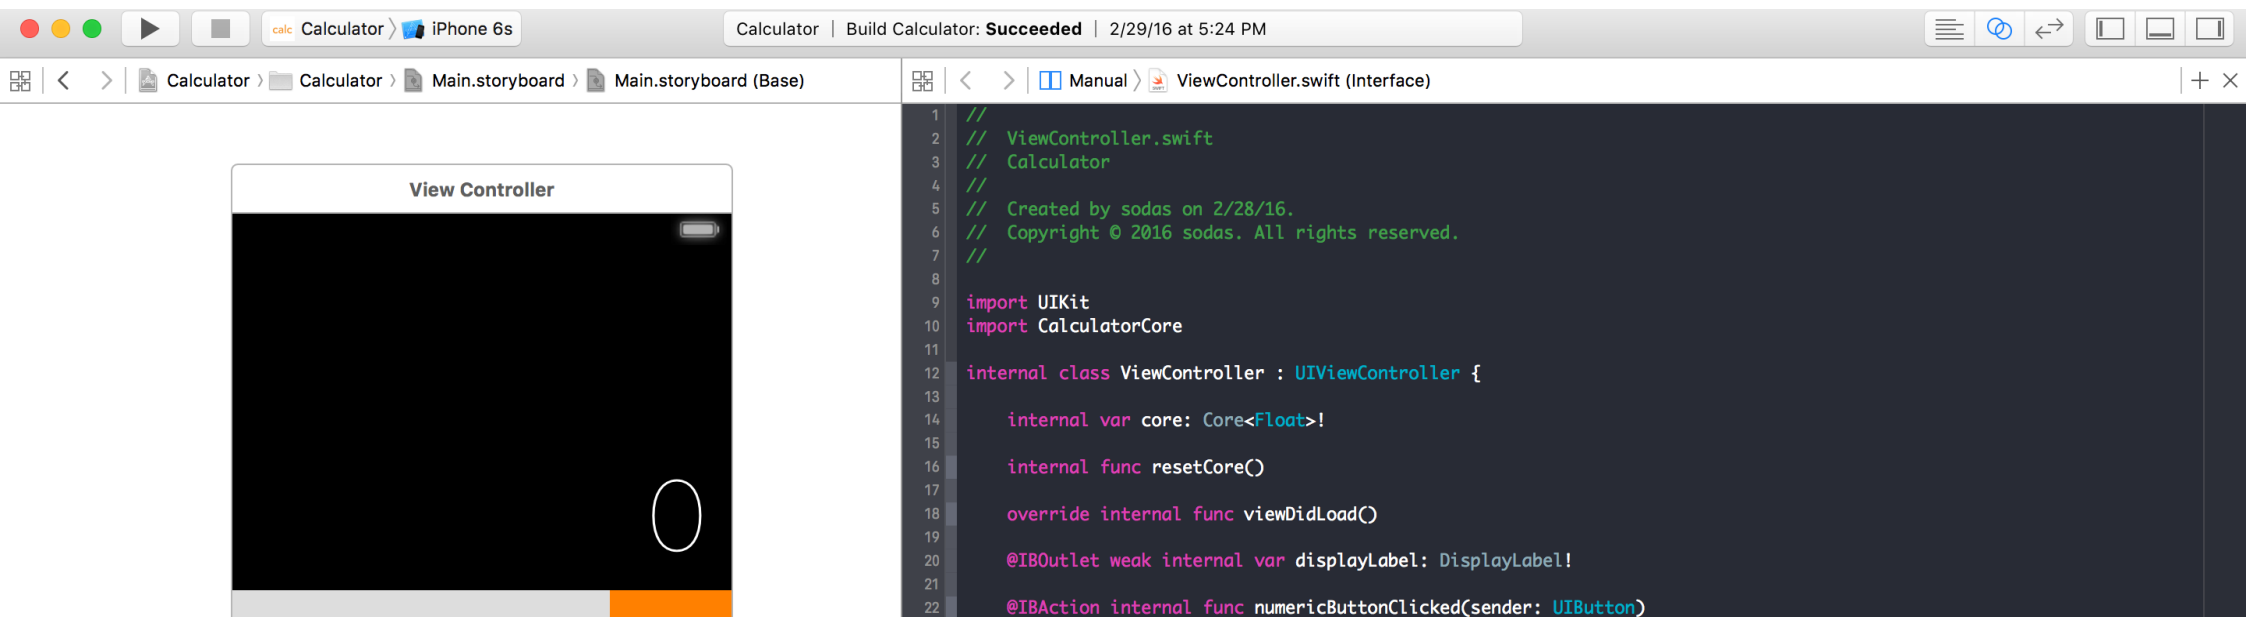 calc Calculator iPhone 6s
Calculator | Build Calculator: Succeeded | 2/29/16 at 5:24 PM
Calculator Calculator Main.storyboard Main.storyboard (Base)
View Controller
0
Manual ViewController.swift (Interface)
1 //
2 //  ViewController.swift
3 //  Calculator
4 //
5 //  Created by sodas on 2/28/16.
6 //  Copyright © 2016 sodas. All rights reserved.
7 //
8
9 import UIKit
10 import CalculatorCore
11
12 internal class ViewController : UIViewController {
13
14     internal var core: Core<Float>!
15
16     internal func resetCore()
17
18     override internal func viewDidLoad()
19
20     @IBOutlet weak internal var displayLabel: DisplayLabel!
21
22     @IBAction internal func numericButtonClicked(sender: UIButton)